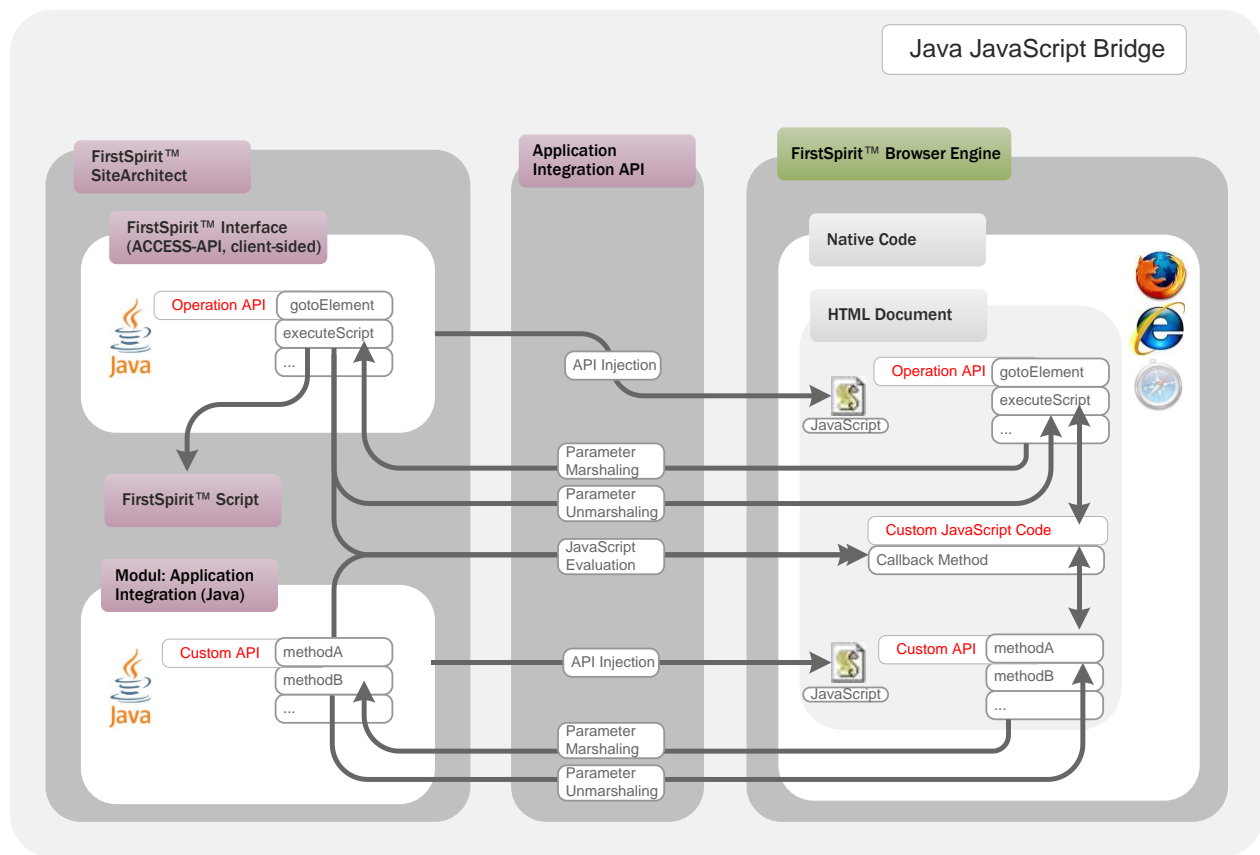 Java JavaScript Bridge
FirstSpirit™
SiteArchitect
FirstSpirit™ Interface
(ACCESS-API, client-sided)
Java
Operation API
gotoElement
executeScript
...
FirstSpirit™ Script
Modul: Application
Integration (Java)
Java
Custom API
methodA
methodB
...
Application
Integration API
API Injection
Parameter
Marshaling
Parameter
Unmarshaling
JavaScript
Evaluation
API Injection
Parameter
Marshaling
Parameter
Unmarshaling
FirstSpirit™ Browser Engine
Native Code
HTML Document
JavaScript
Operation API
gotoElement
executeScript
...
Custom JavaScript Code
Callback Method
JavaScript
Custom API
methodA
methodB
...